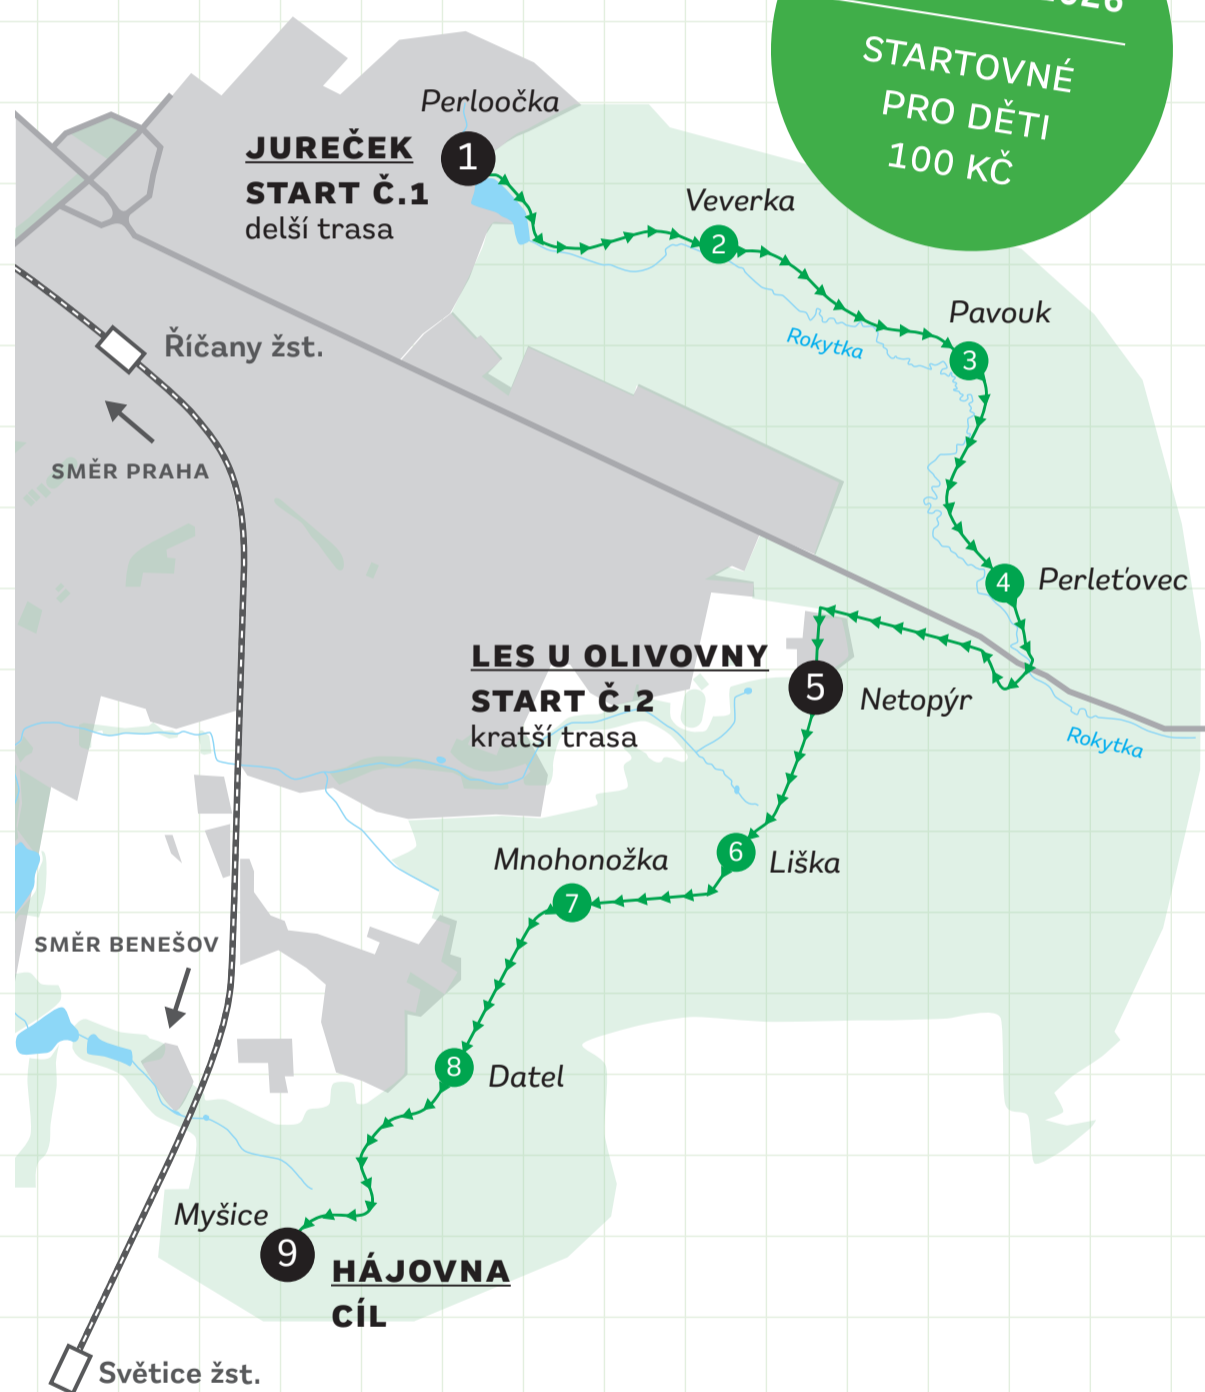 STARTOVNÉ
PRO DĚTI
100 KČ
Perloočka
JUREČEK
START Č.1
delší trasa
1
Veverka
2
Pavouk
3
Rokytka
Říčany žst.
SMĚR PRAHA
4
Perleťovec
LES U OLIVOVNY
START Č.2
kratší trasa
5
Netopýr
Rokytka
6
Liška
Mnohonožka
7
SMĚR BENEŠOV
8
Datel
Myšice
9
HÁJOVNA
CÍL
Světice žst.